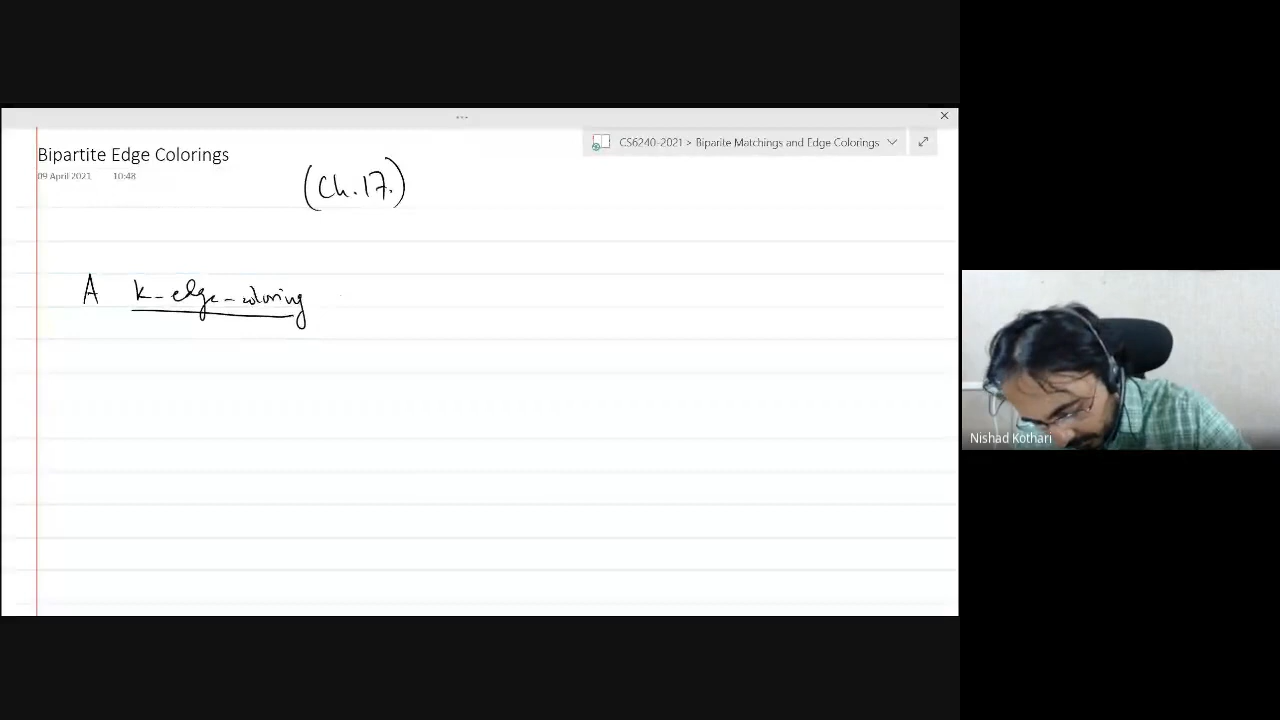 CS6240-2021 > Biparite Matchings and Edge Colorings
Bipartite Edge Colorings
09 April 2021 10:48
(Ch. 17.)
A k-edge-coloring
Nishad Kothari